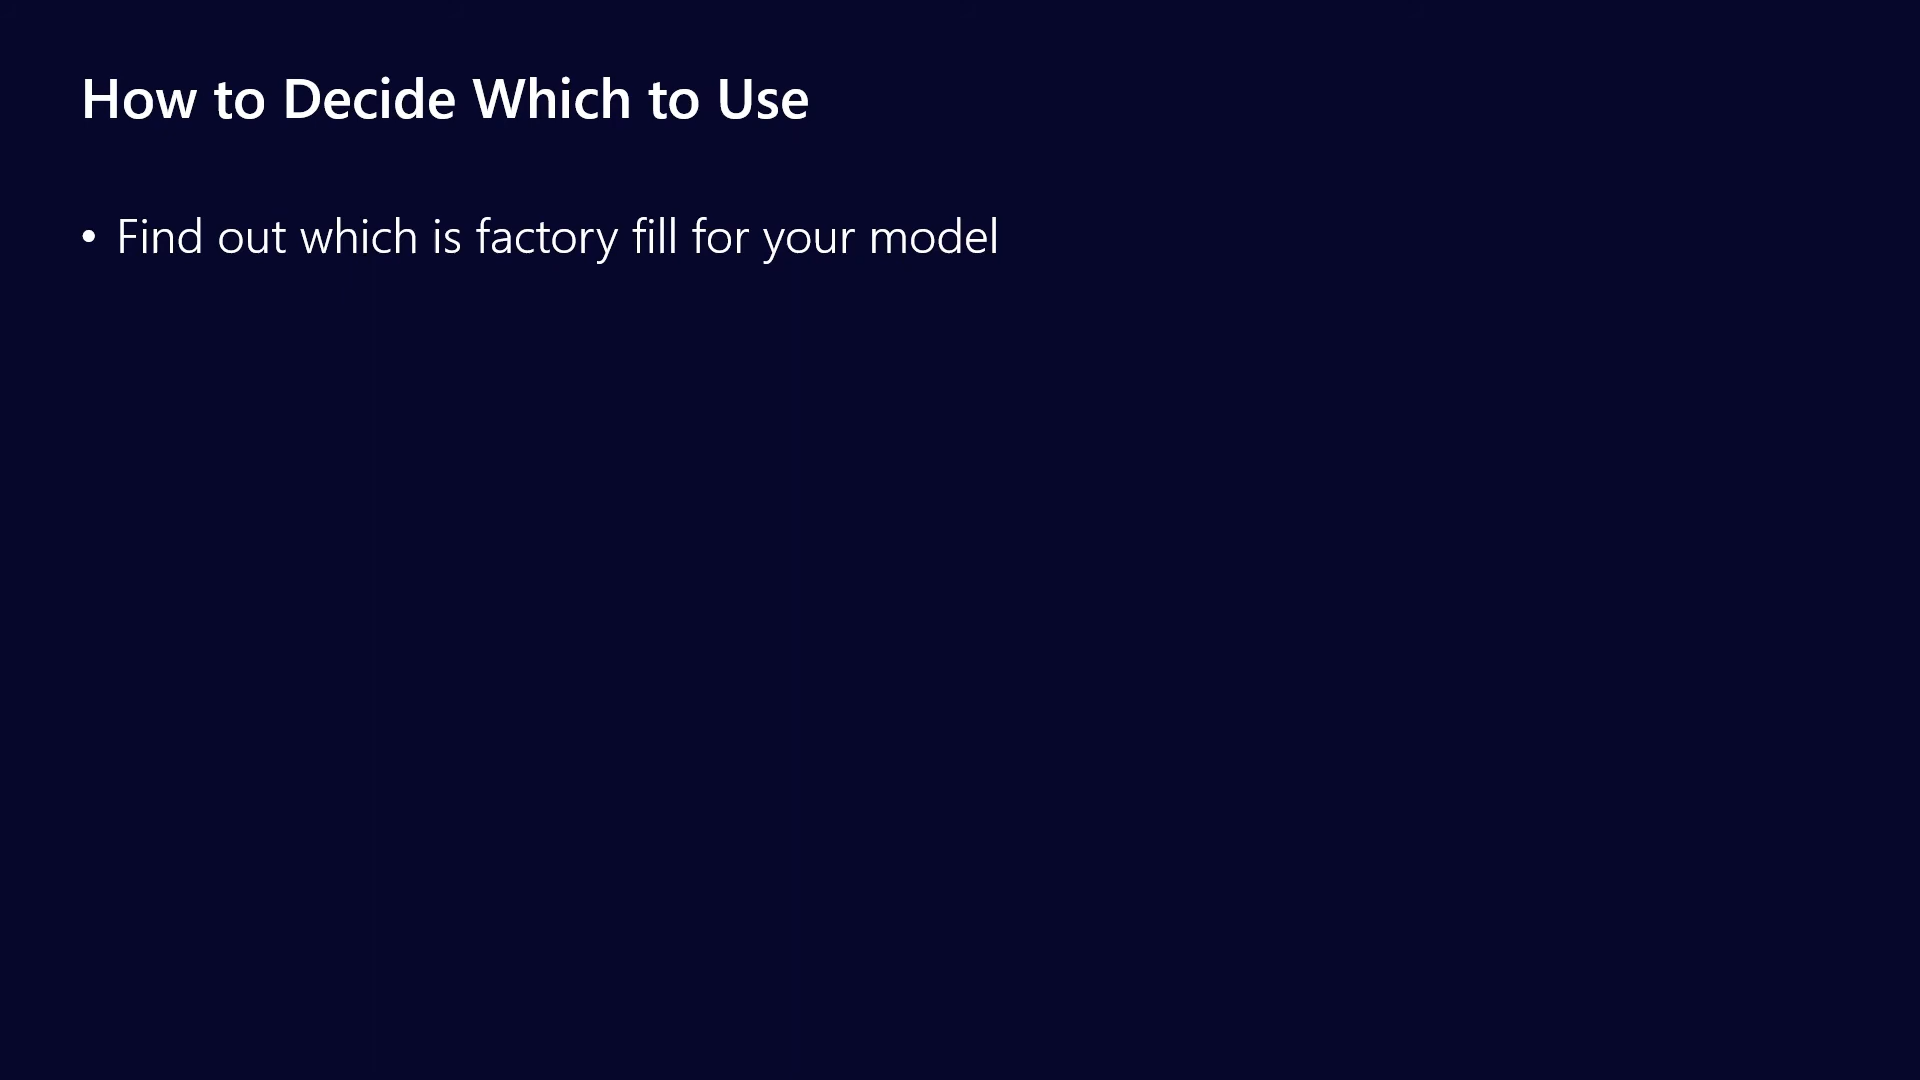 How to Decide Which to Use
• Find out which is factory fill for your model